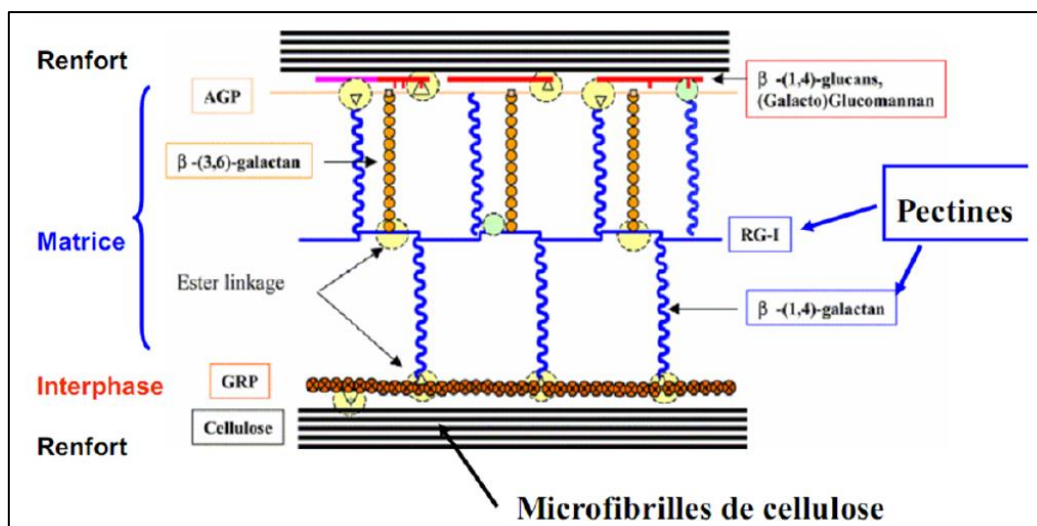 Renfort
AGP
β -(1,4)-glucans,
(Galacto)Glucomannan
β -(3,6)-galactan
Matrice
Pectines
RG-I
Ester linkage
β -(1,4)-galactan
Interphase
GRP
Cellulose
Renfort
Microfibrilles de cellulose